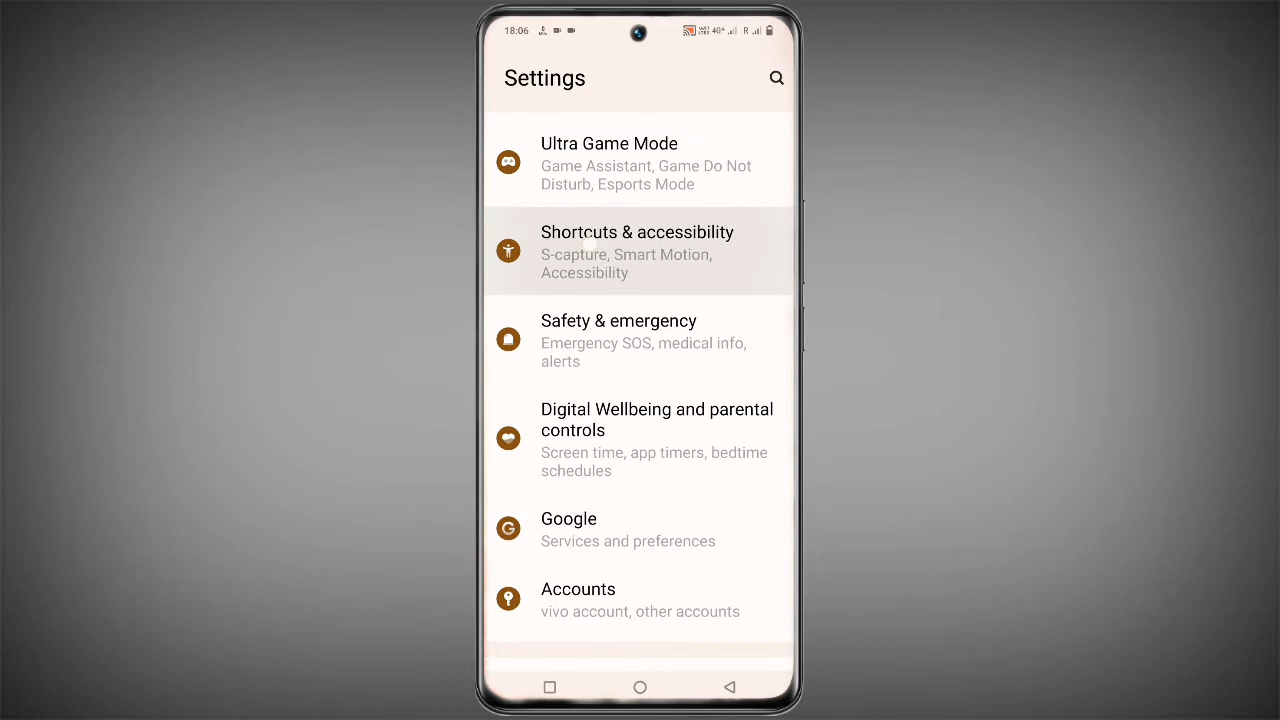 18:06
4G+
R
Settings
Ultra Game Mode
Game Assistant, Game Do Not
Disturb, Esports Mode
Shortcuts & accessibility
S-capture, Smart Motion,
Accessibility
Safety & emergency
Emergency SOS, medical info,
alerts
Digital Wellbeing and parental
controls
Screen time, app timers, bedtime
schedules
Google
Services and preferences
Accounts
vivo account, other accounts